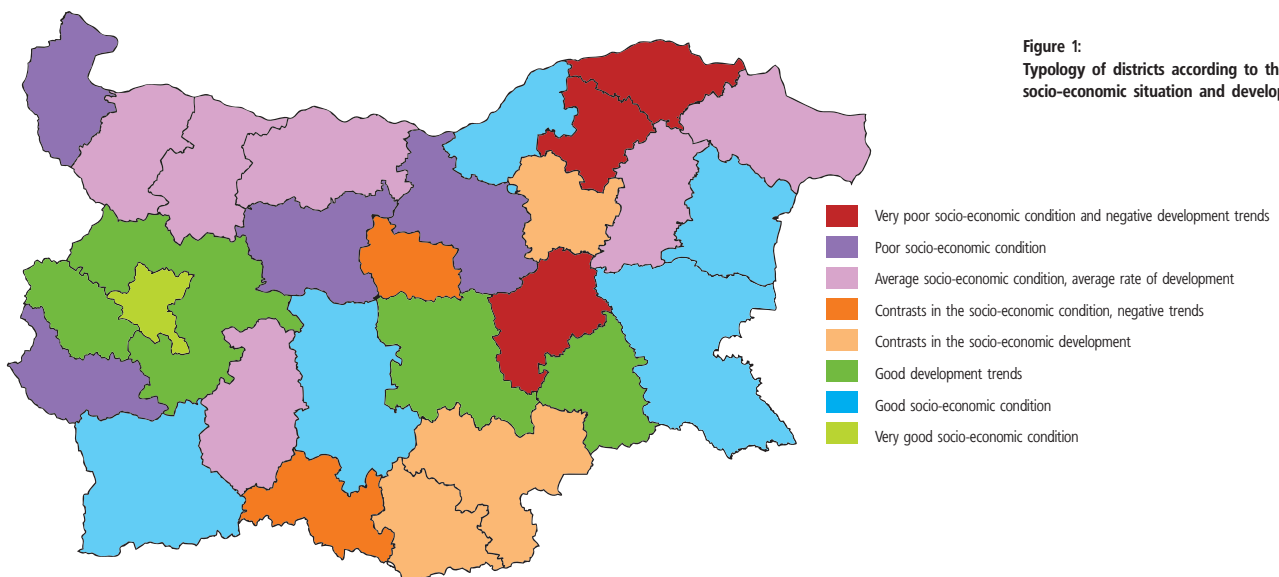 Figure 1:
Typology of districts according to th
socio-economic situation and develop
Very poor socio-economic condition and negative development trends
Poor socio-economic condition
Average socio-economic condition, average rate of development
Contrasts in the socio-economic condition, negative trends
Contrasts in the socio-economic development
Good development trends
Good socio-economic condition
Very good socio-economic condition